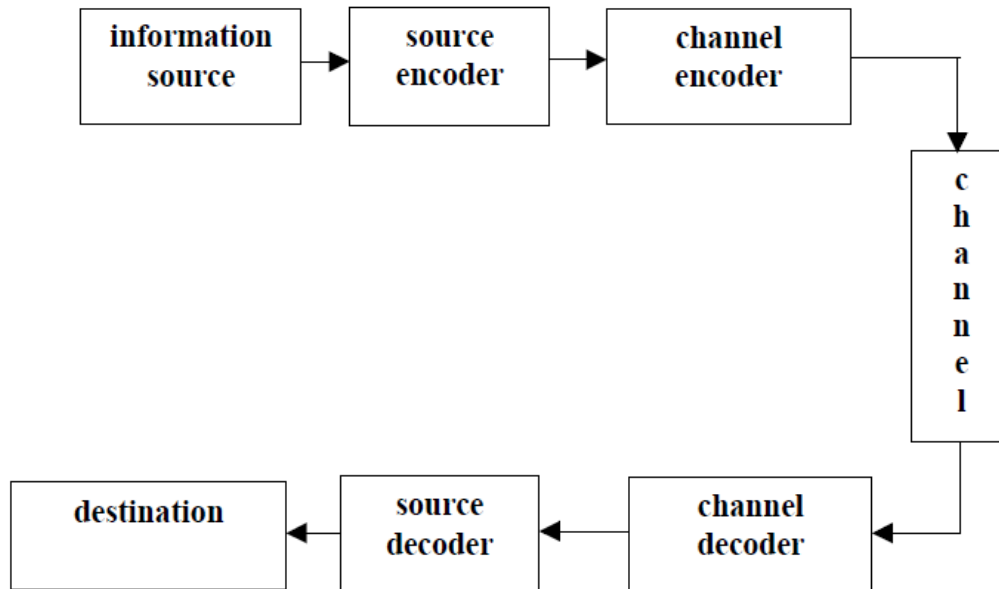 information
source
source
encoder
channel
encoder
c
h
a
n
n
e
l
destination
source
decoder
channel
decoder